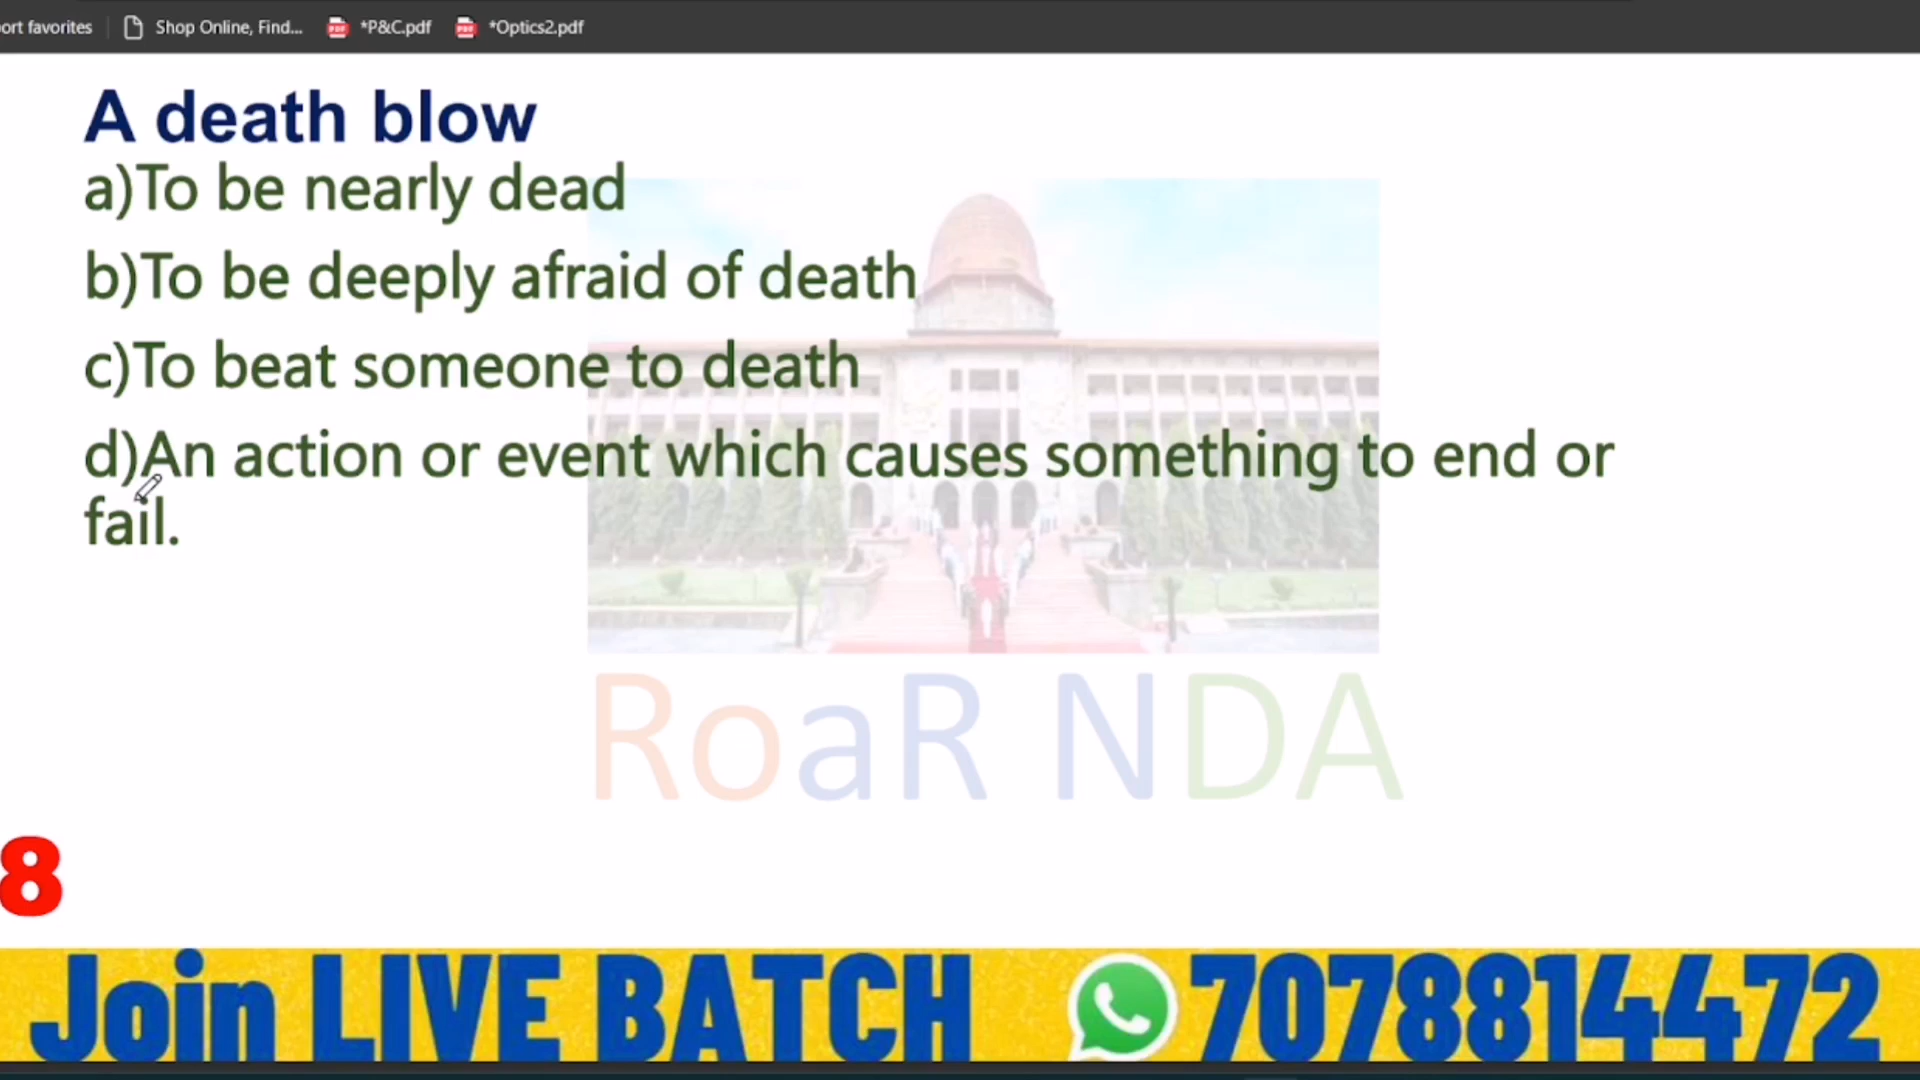 ort favorites Shop Online, Find... *P&C.pdf *Optics2.pdf
A death blow
a)To be nearly dead
b)To be deeply afraid of death
c)To beat someone to death
d)An action or event which causes something to end or
fail.
RoaR NDA
8
Join LIVE BATCH 7078814472